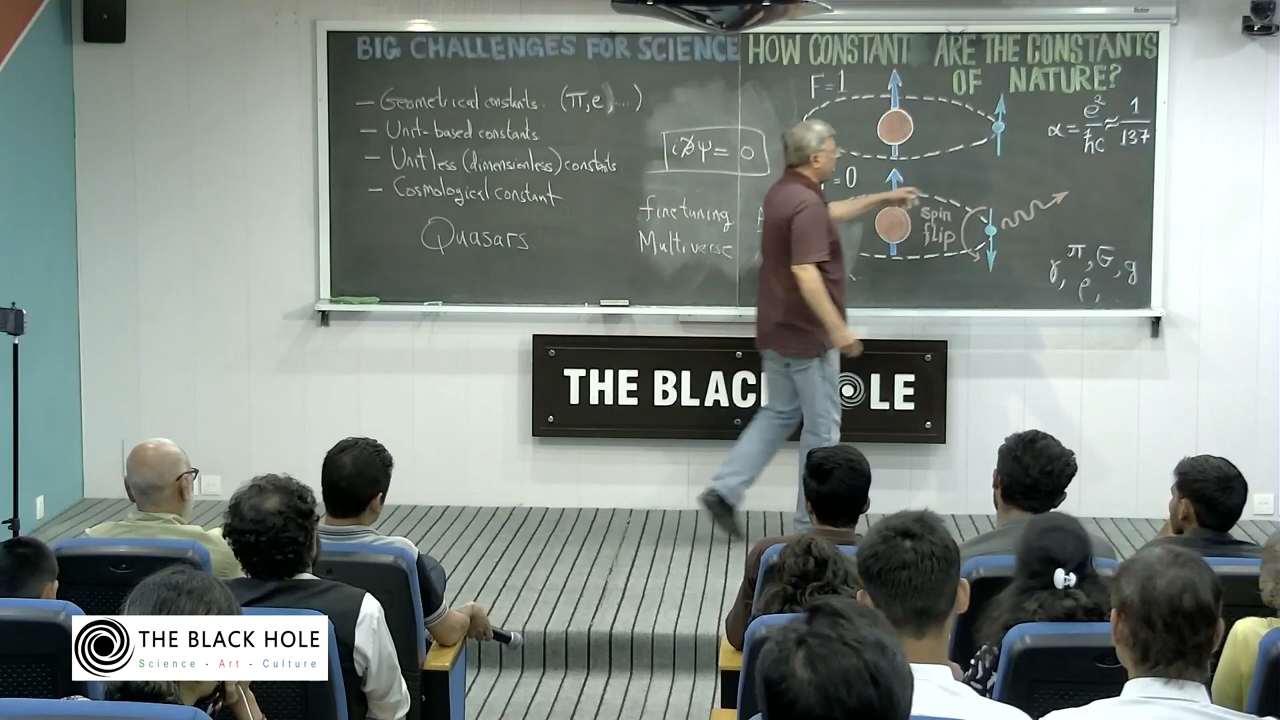 BIG CHALLENGES FOR SCIENCE
— Geometrical constants. (π, e, ...)
— Unit-based constants
— Unitless (dimensionless) constants
— Cosmological constant
Quasars
i∂̸ψ = 0
fine tuning
Multiverse
HOW CONSTANT ARE THE CONSTANTS
OF NATURE?
F=1
=0
Spin
flip
α = e²/ħc ≈ 1/137
π, G, g
γ, ρ,
THE BLAC LE
THE BLACK HOLE
Science - Art - Culture